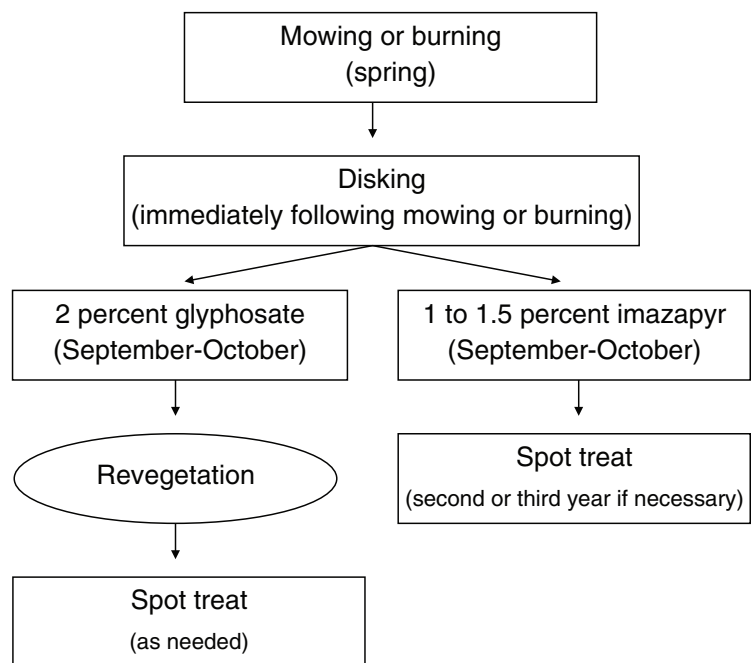 Mowing or burning
(spring)
Disking
(immediately following mowing or burning)
2 percent glyphosate
(September-October)
1 to 1.5 percent imazapyr
(September-October)
Revegetation
Spot treat
(second or third year if necessary)
Spot treat
(as needed)